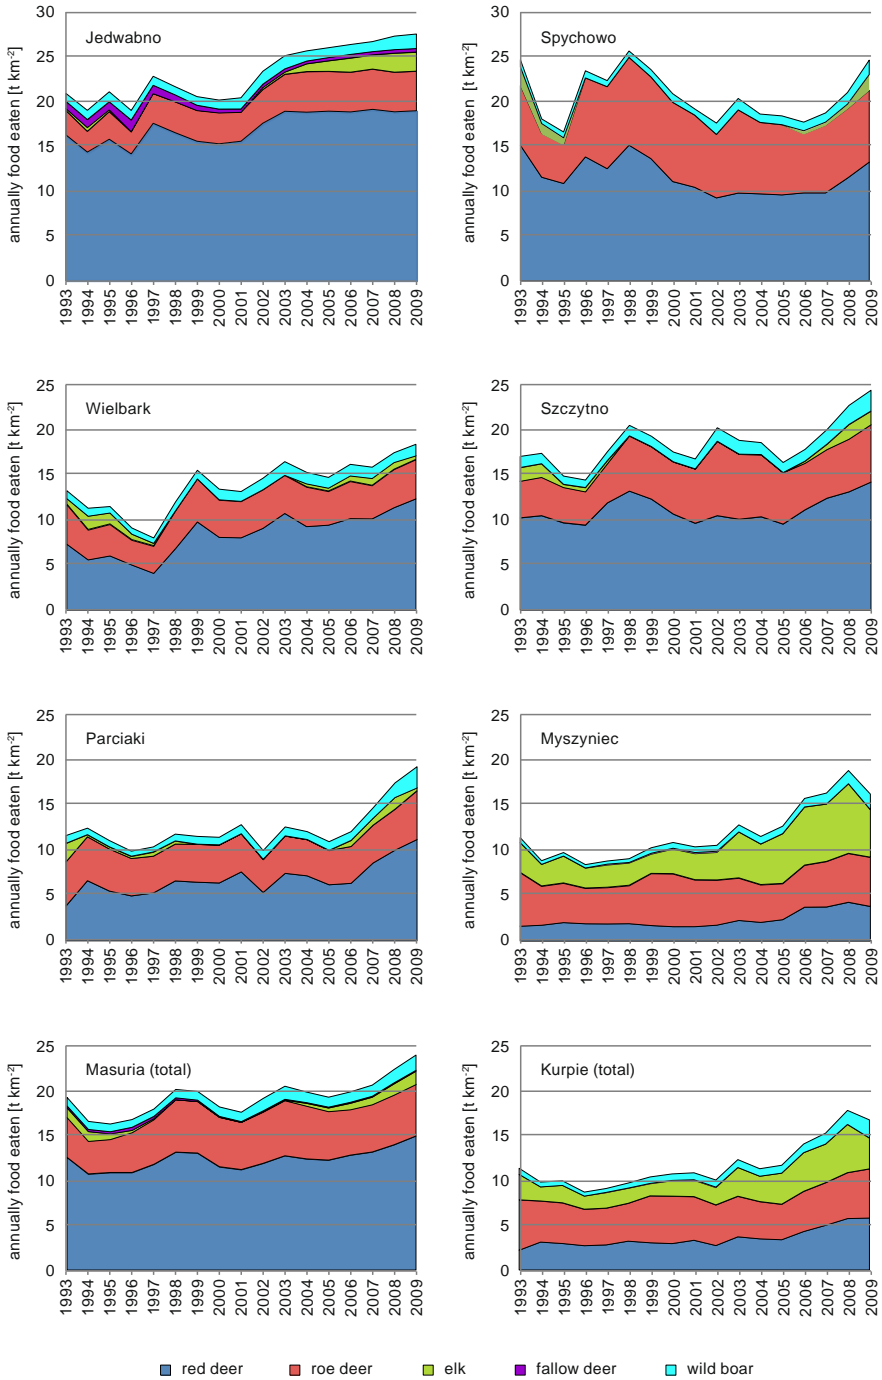 annually food eaten [t km-2]
30
25
20
15
10
5
0
Jedwabno
1993 1994 1995 1996 1997 1998 1999 2000 2001 2002 2003 2004 2005 2006 2007 2008 2009
annually food eaten [t km-2]
30
25
20
15
10
5
0
Spychowo
1993 1994 1995 1996 1997 1998 1999 2000 2001 2002 2003 2004 2005 2006 2007 2008 2009
annually food eaten [t km-2]
25
20
15
10
5
0
Wielbark
1993 1994 1995 1996 1997 1998 1999 2000 2001 2002 2003 2004 2005 2006 2007 2008 2009
annually food eaten [t km-2]
25
20
15
10
5
0
Szczytno
1993 1994 1995 1996 1997 1998 1999 2000 2001 2002 2003 2004 2005 2006 2007 2008 2009
annually food eaten [t km-2]
25
20
15
10
5
0
Parciaki
1993 1994 1995 1996 1997 1998 1999 2000 2001 2002 2003 2004 2005 2006 2007 2008 2009
annually food eaten [t km-2]
25
20
15
10
5
0
Myszyniec
1993 1994 1995 1996 1997 1998 1999 2000 2001 2002 2003 2004 2005 2006 2007 2008 2009
annually food eaten [t km-2]
25
20
15
10
5
0
Masuria (total)
1993 1994 1995 1996 1997 1998 1999 2000 2001 2002 2003 2004 2005 2006 2007 2008 2009
annually food eaten [t km-2]
25
20
15
10
5
0
Kurpie (total)
1993 1994 1995 1996 1997 1998 1999 2000 2001 2002 2003 2004 2005 2006 2007 2008 2009
red deer roe deer elk fallow deer wild boar